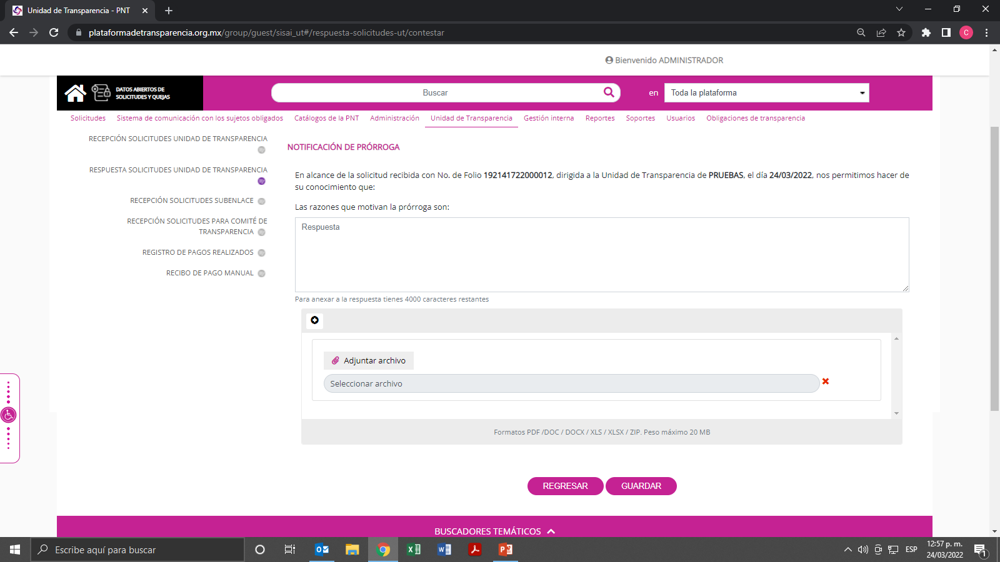 Unidad de Transparencia - PNT
plataformadetransparencia.org.mx/group/guest/sisai_ut#/respuesta-solicitudes-ut/contestar
C
Bienvenido ADMINISTRADOR
DATOS ABIERTOS DE
SOLICITUDES Y QUEJAS
Buscar
en
Toda la plataforma
Solicitudes Sistema de comunicación con los sujetos obligados Catálogos de la PNT Administración Unidad de Transparencia Gestión interna Reportes Soportes Usuarios Obligaciones de transparencia
RECEPCIÓN SOLICITUDES UNIDAD DE TRANSPARENCIA
RESPUESTA SOLICITUDES UNIDAD DE TRANSPARENCIA
RECEPCIÓN SOLICITUDES SUBENLACE
RECEPCIÓN SOLICITUDES PARA COMITÉ DE
TRANSPARENCIA
REGISTRO DE PAGOS REALIZADOS
RECIBO DE PAGO MANUAL
NOTIFICACIÓN DE PRÓRROGA
En alcance de la solicitud recibida con No. de Folio 192141722000012, dirigida a la Unidad de Transparencia de PRUEBAS, el día 24/03/2022, nos permitimos hacer de
su conocimiento que:
Las razones que motivan la prórroga son:
Respuesta
Para anexar a la respuesta tienes 4000 caracteres restantes
Adjuntar archivo
Seleccionar archivo
Formatos PDF /DOC / DOCX / XLS / XLSX / ZIP. Peso máximo 20 MB
REGRESAR
GUARDAR
BUSCADORES TEMÁTICOS
Escribe aquí para buscar
ESP
12:57 p. m.
24/03/2022
1